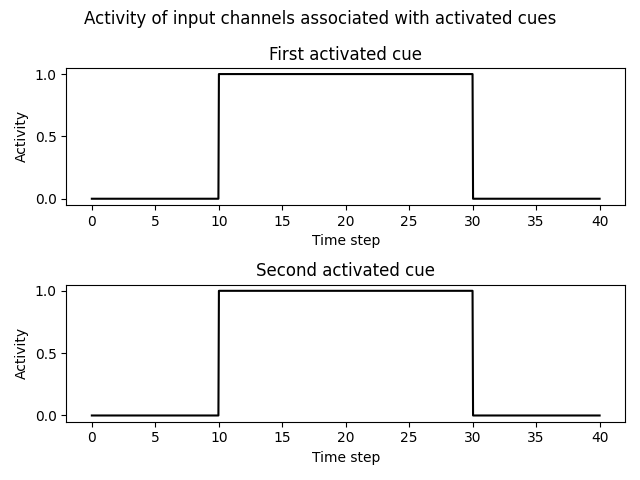 Activity of input channels associated with activated cues
First activated cue
1.0
0.5
0.0
Activity
0 5 10 15 20 25 30 35 40
Time step
Second activated cue
1.0
0.5
0.0
Activity
0 5 10 15 20 25 30 35 40
Time step